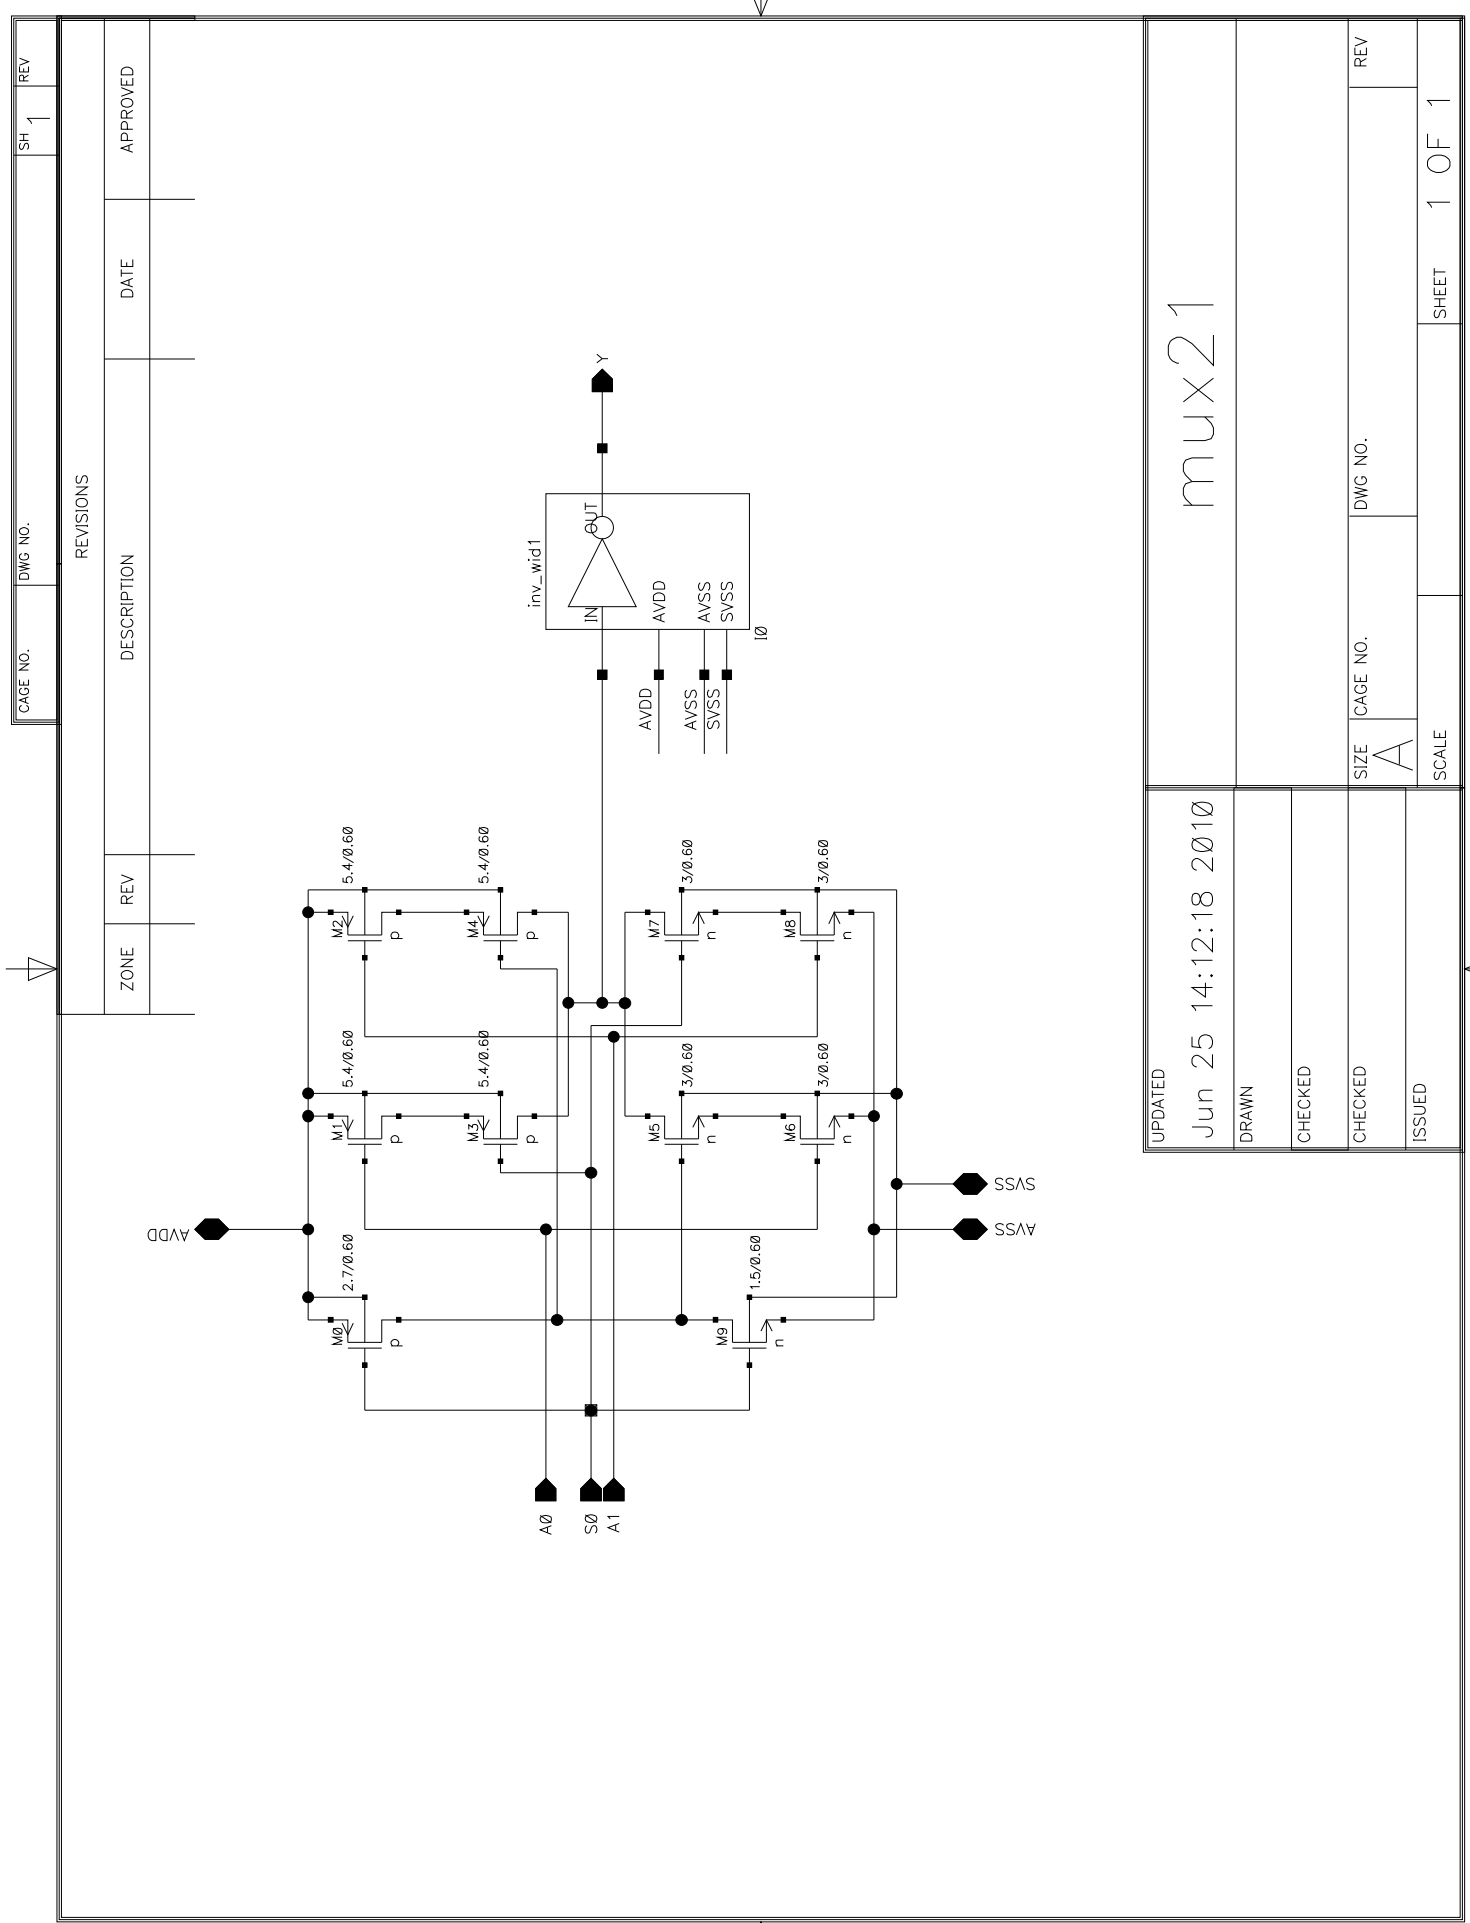 CAGE NO.
DWG NO.
SH 1
REV
REVISIONS
ZONE
REV
DESCRIPTION
DATE
APPROVED
AVDD
M0
p
2.7/0.60
M1
p
5.4/0.60
M2
p
5.4/0.60
M3
p
5.4/0.60
M4
p
5.4/0.60
A0
S0
A1
inv_wid1
IN
OUT
Y
AVDD
AVDD
AVSS
AVSS
SVSS
SVSS
I0
M5
n
3/0.60
M7
n
3/0.60
M9
n
1.5/0.60
M6
n
3/0.60
M8
n
3/0.60
AVSS
SVSS
UPDATED
Jun 25 14:12:18 2010
DRAWN
CHECKED
CHECKED
ISSUED
mux21
SIZE
A
CAGE NO.
DWG NO.
REV
SCALE
SHEET 1 OF 1